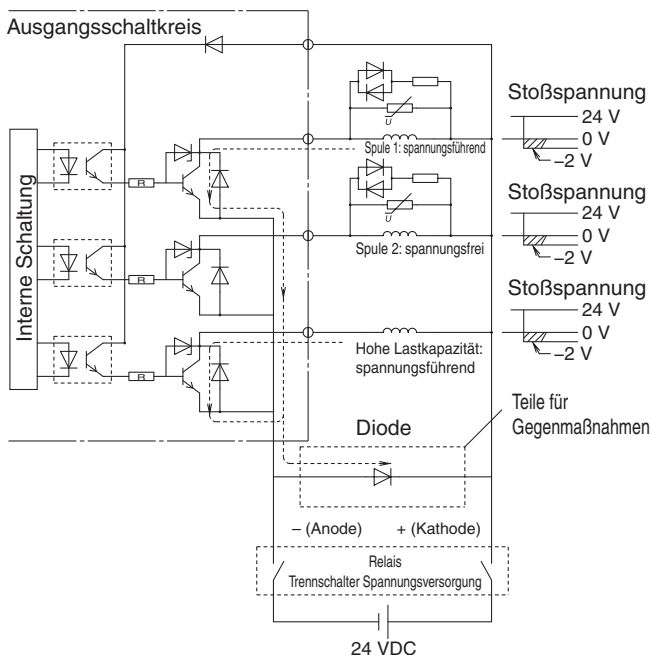 Ausgangsschaltkreis
Interne Schaltung
R
R
R
U
Spule 1: spannungsführend
U
Spule 2: spannungsfrei
Hohe Lastkapazität:
spannungsführend
Stoßspannung
24 V
0 V
–2 V
Stoßspannung
24 V
0 V
–2 V
Stoßspannung
24 V
0 V
–2 V
Teile für
Gegenmaßnahmen
Diode
– (Anode) + (Kathode)
Relais
Trennschalter Spannungsversorgung
24 VDC